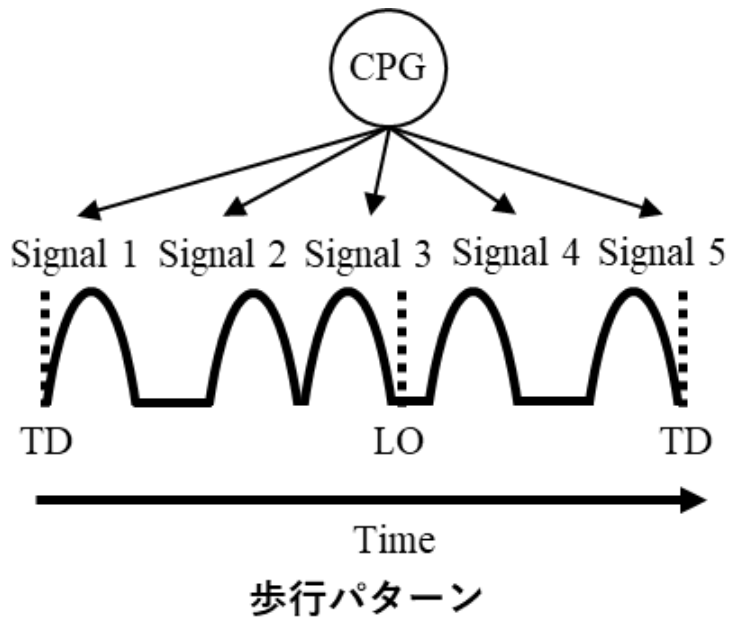 CPG
Signal 1 Signal 2 Signal 3 Signal 4 Signal 5
TD LO TD
Time
歩行パターン